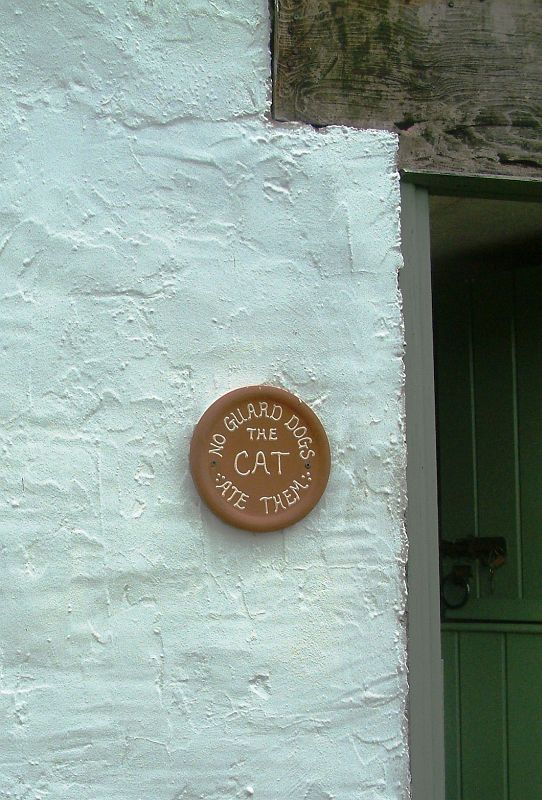 NO GUARD DOGS
THE
CAT
ATE THEM